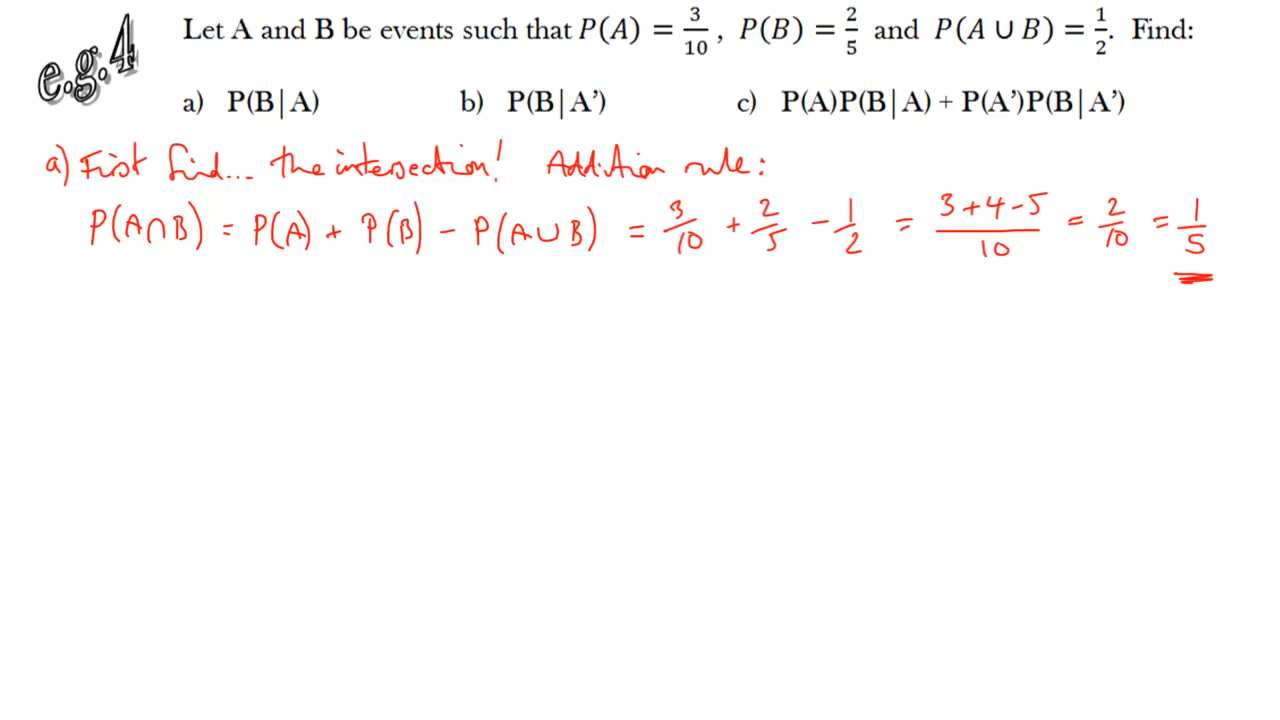 e.g.4
Let A and B be events such that P(A) = 3/10, P(B) = 2/5 and P(A ∪ B) = 1/2. Find:
a) P(B|A) b) P(B|A’) c) P(A)P(B|A) + P(A’)P(B|A’)
a) First find... the intersection! Addition rule:
P(A∩B) = P(A) + P(B) − P(A∪B) = 3/10 + 2/5 − 1/2 = (3+4−5)/10 = 2/10 = 1/5